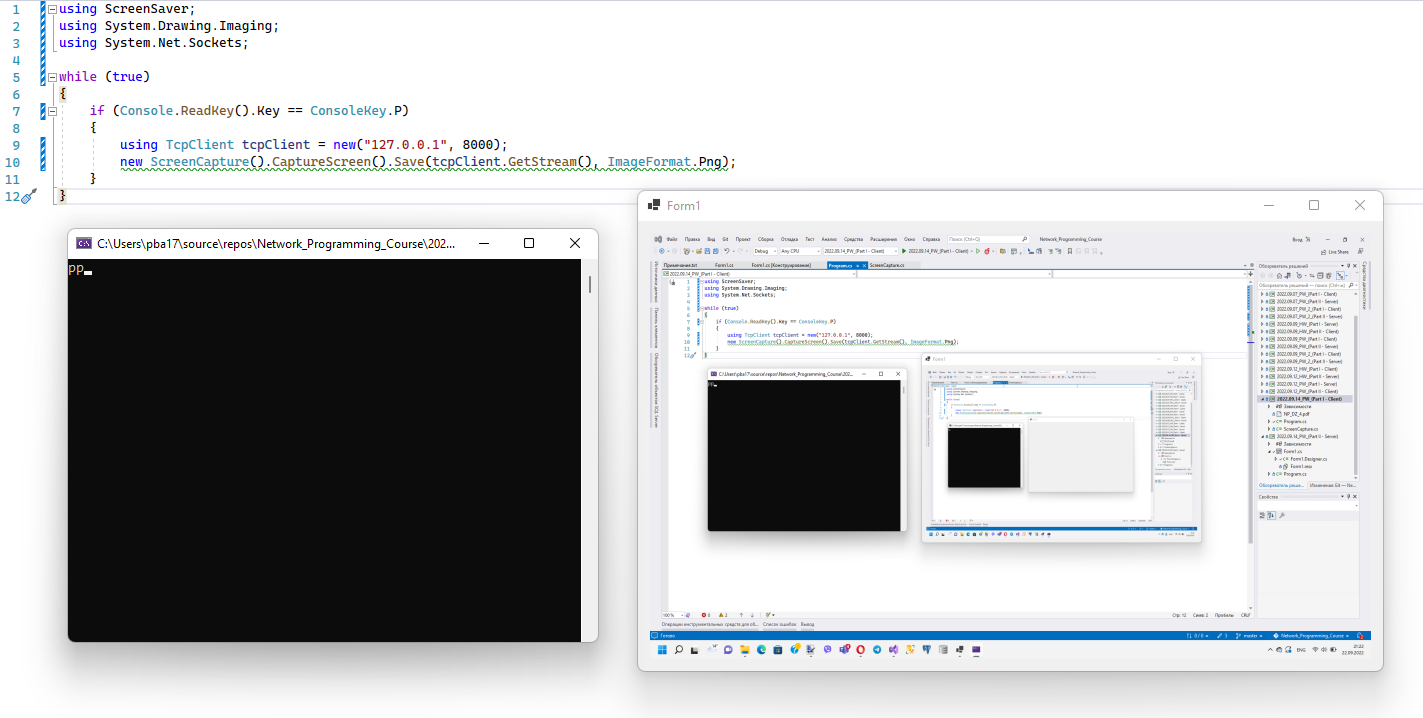 1 using ScreenSaver;
2 using System.Drawing.Imaging;
3 using System.Net.Sockets;
4
5 while (true)
6 {
7 if (Console.ReadKey().Key == ConsoleKey.P)
8 {
9 using TcpClient tcpClient = new("127.0.0.1", 8000);
10 new ScreenCapture().CaptureScreen().Save(tcpClient.GetStream(), ImageFormat.Png);
11 }
12 }
C:\Users\pba17\source\repos\Network_Programming_Course\202...
pp
Form1
Файл Правка Вид Git Проект Сборка Отладка Тест Анализ Средства Расширения Окно Справка Поиск (Ctrl+Q) Network_Programming_Course Вход
Debug Any CPU 2022.09.14_PW_(Part I - Client) 2022.09.14_PW_(Part I - Client) Live Share
Примечание.txt Form1.cs Form1.cs [Конструирование] Program.cs ScreenCapture.cs
2022.09.14_PW_(Part I - Client)
1 using ScreenSaver;
2 using System.Drawing.Imaging;
3 using System.Net.Sockets;
4
5 while (true)
6 {
7 if (Console.ReadKey().Key == ConsoleKey.P)
8 {
9 using TcpClient tcpClient = new("127.0.0.1", 8000);
10 new ScreenCapture().CaptureScreen().Save(tcpClient.GetStream(), ImageFormat.Png);
11 }
12 }
C:\Users\pba17\source\repos\Network_Programming_Course\202...
pp
Form1
Обозреватель решений
Обозреватель решений — поиск (Ctrl+ж)
2022.09.07_PW_(Part I - Client)
2022.09.07_PW_(Part II - Server)
2022.09.07_PW_2_(Part I - Client)
2022.09.07_PW_2_(Part II - Server)
2022.09.09_HW_(Part I - Server)
2022.09.09_HW_(Part II - Client)
2022.09.09_PW_(Part I - Client)
2022.09.09_PW_(Part II - Server)
2022.09.09_PW_2_(Part I - Client)
2022.09.09_PW_2_(Part II - Server)
2022.09.12_HW_(Part I - Client)
2022.09.12_HW_(Part II - Server)
2022.09.12_PW_(Part I - Server)
2022.09.12_PW_(Part II - Client)
2022.09.14_PW_(Part I - Client)
Зависимости
NP_DZ_4.pdf
Program.cs
ScreenCapture.cs
2022.09.14_PW_(Part II - Server)
Зависимости
Form1.cs
Form1.Designer.cs
Form1.resx
Program.cs
Обозреватель реше... Изменения Git — Ne...
Свойства
100 % 0 2 Стр: 12 Симв: 2 Пробелы CRLF
Операции инструментальных средств для об... Список ошибок Вывод
Готово 0 / 0 3 master Network_Programming_Course
ENG 21:22
22.09.2022